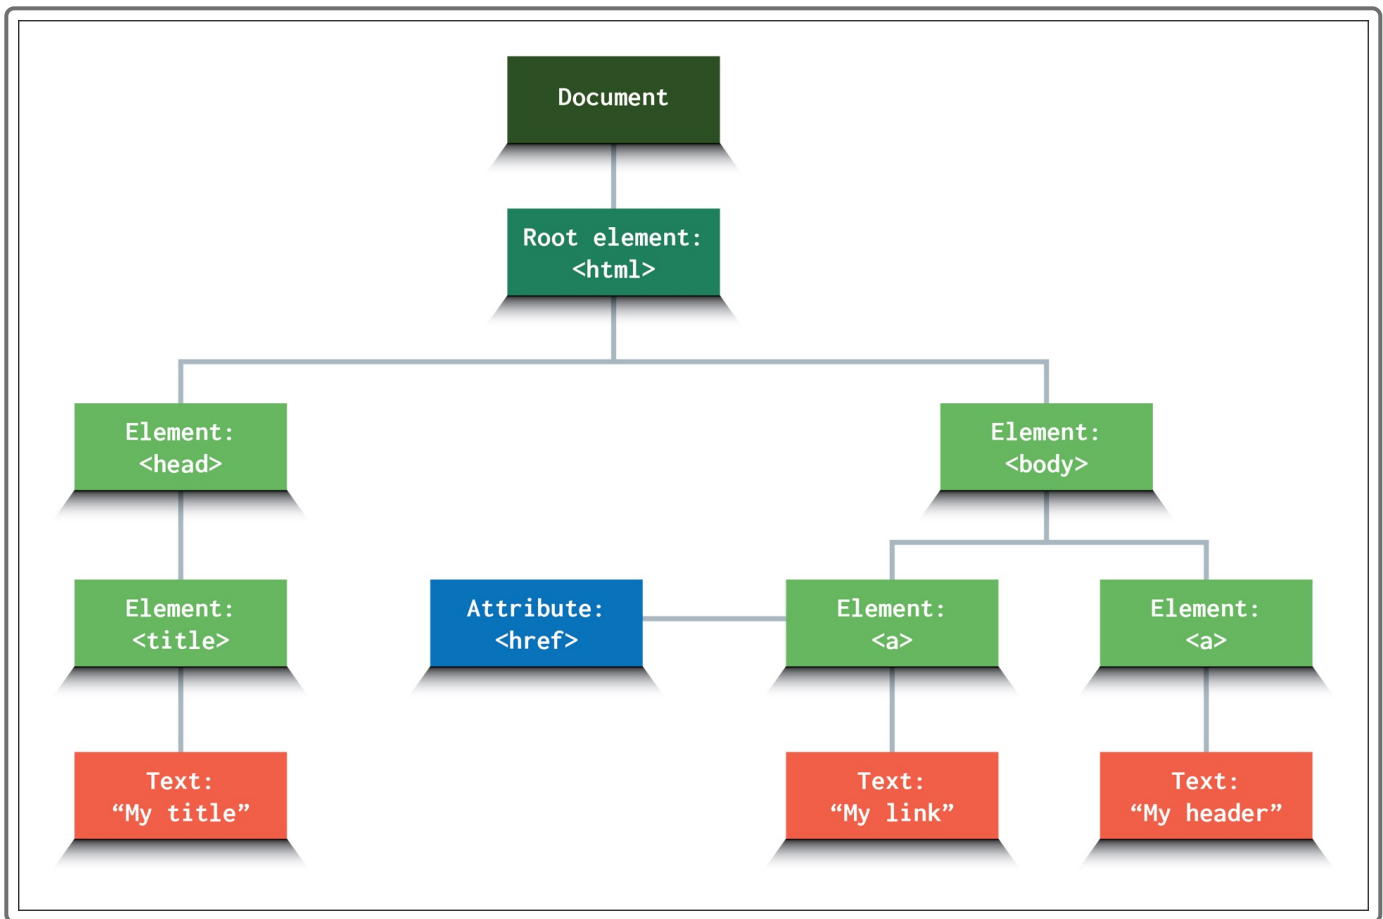 Document
Root element:
<html>
Element:
<head>
Element:
<body>
Element:
<title>
Attribute:
<href>
Element:
<a>
Element:
<a>
Text:
“My title”
Text:
“My link”
Text:
“My header”